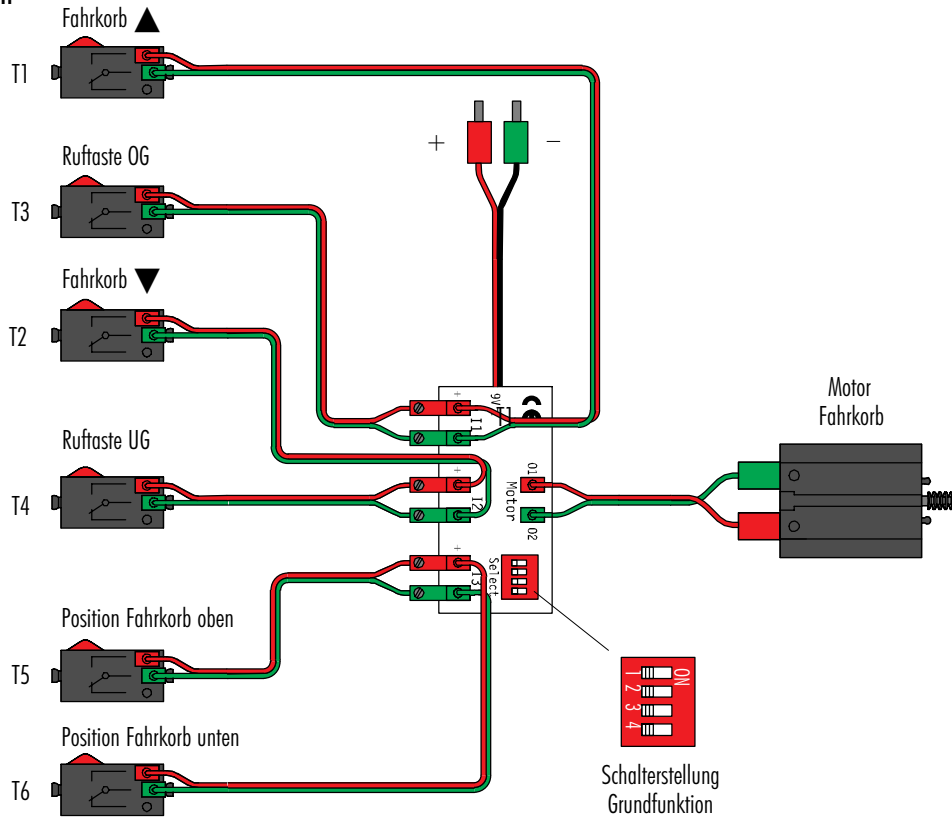 Fahrkorb ▲
T1
+
−
Ruftaste OG
T3
Fahrkorb ▼
T2
9V
CE
+
I1
Ruftaste UG
T4
+
I2
O1
Motor
O2
Motor
Fahrkorb
+
I3
Select
Position Fahrkorb oben
T5
ON
1
2
3
4
Position Fahrkorb unten
T6
Schalterstellung
Grundfunktion